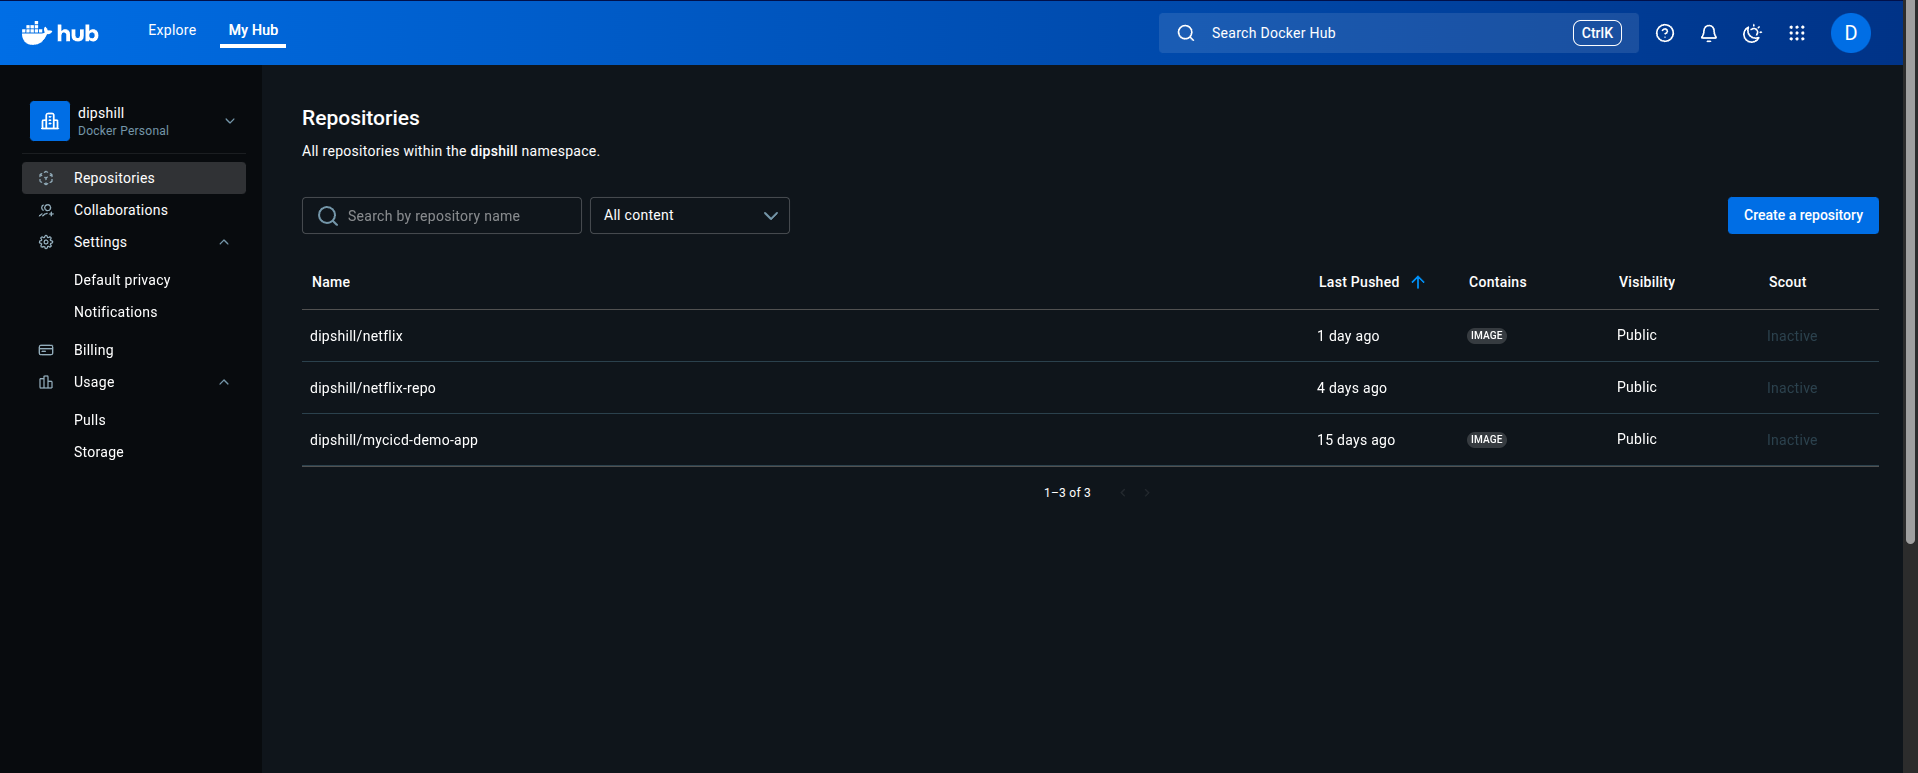 hub
Explore
My Hub
Search Docker Hub
CtrlK
D
dipshill
Docker Personal
Repositories
Collaborations
Settings
Default privacy
Notifications
Billing
Usage
Pulls
Storage
Repositories
All repositories within the dipshill namespace.
Search by repository name
All content
Create a repository
Name Last Pushed Contains Visibility Scout
dipshill/netflix 1 day ago IMAGE Public Inactive
dipshill/netflix-repo 4 days ago Public Inactive
dipshill/mycicd-demo-app 15 days ago IMAGE Public Inactive
1–3 of 3